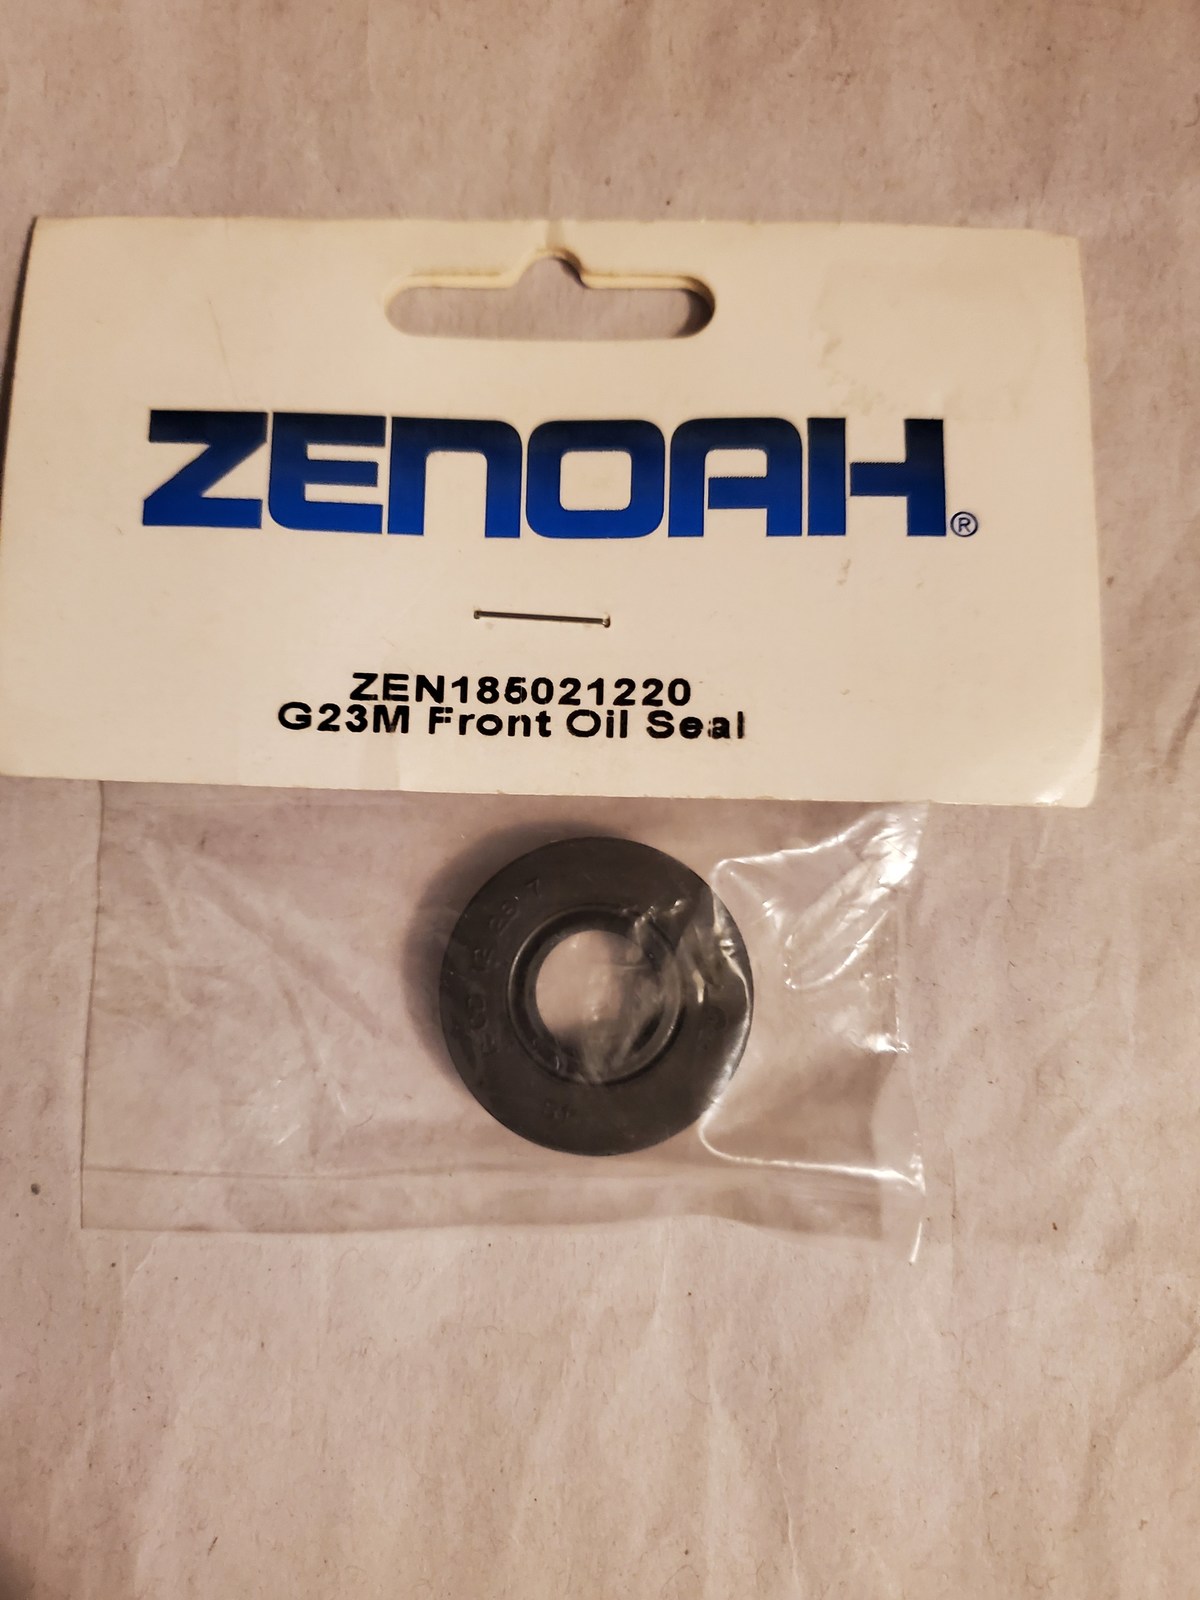 ZENOAH®
ZEN185021220
G23M Front Oil Seal